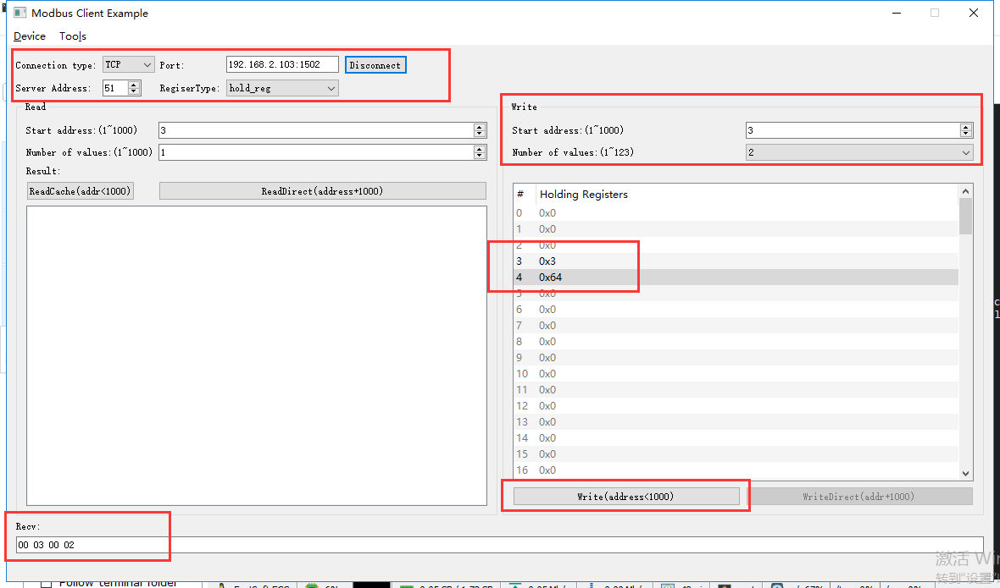 Modbus Client Example
Device Tools
Connection type: TCP Port: 192.168.2.103:1502 Disconnect
Server Address: 51 RegiserType: hold_reg
Read
Start address:(1~1000) 3
Number of values:(1~1000) 1
Result:
ReadCache(addr<1000) ReadDirect(address+1000)
Write
Start address:(1~1000) 3
Number of values:(1~123) 2
# Holding Registers
0 0x0
1 0x0
2 0x0
3 0x3
4 0x64
5 0x0
6 0x0
7 0x0
8 0x0
9 0x0
10 0x0
11 0x0
12 0x0
13 0x0
14 0x0
15 0x0
16 0x0
Write(address<1000) WriteDirect(addr+1000)
Recv:
00 03 00 02
激活 Win
转到"设置"
Follow terminal folder